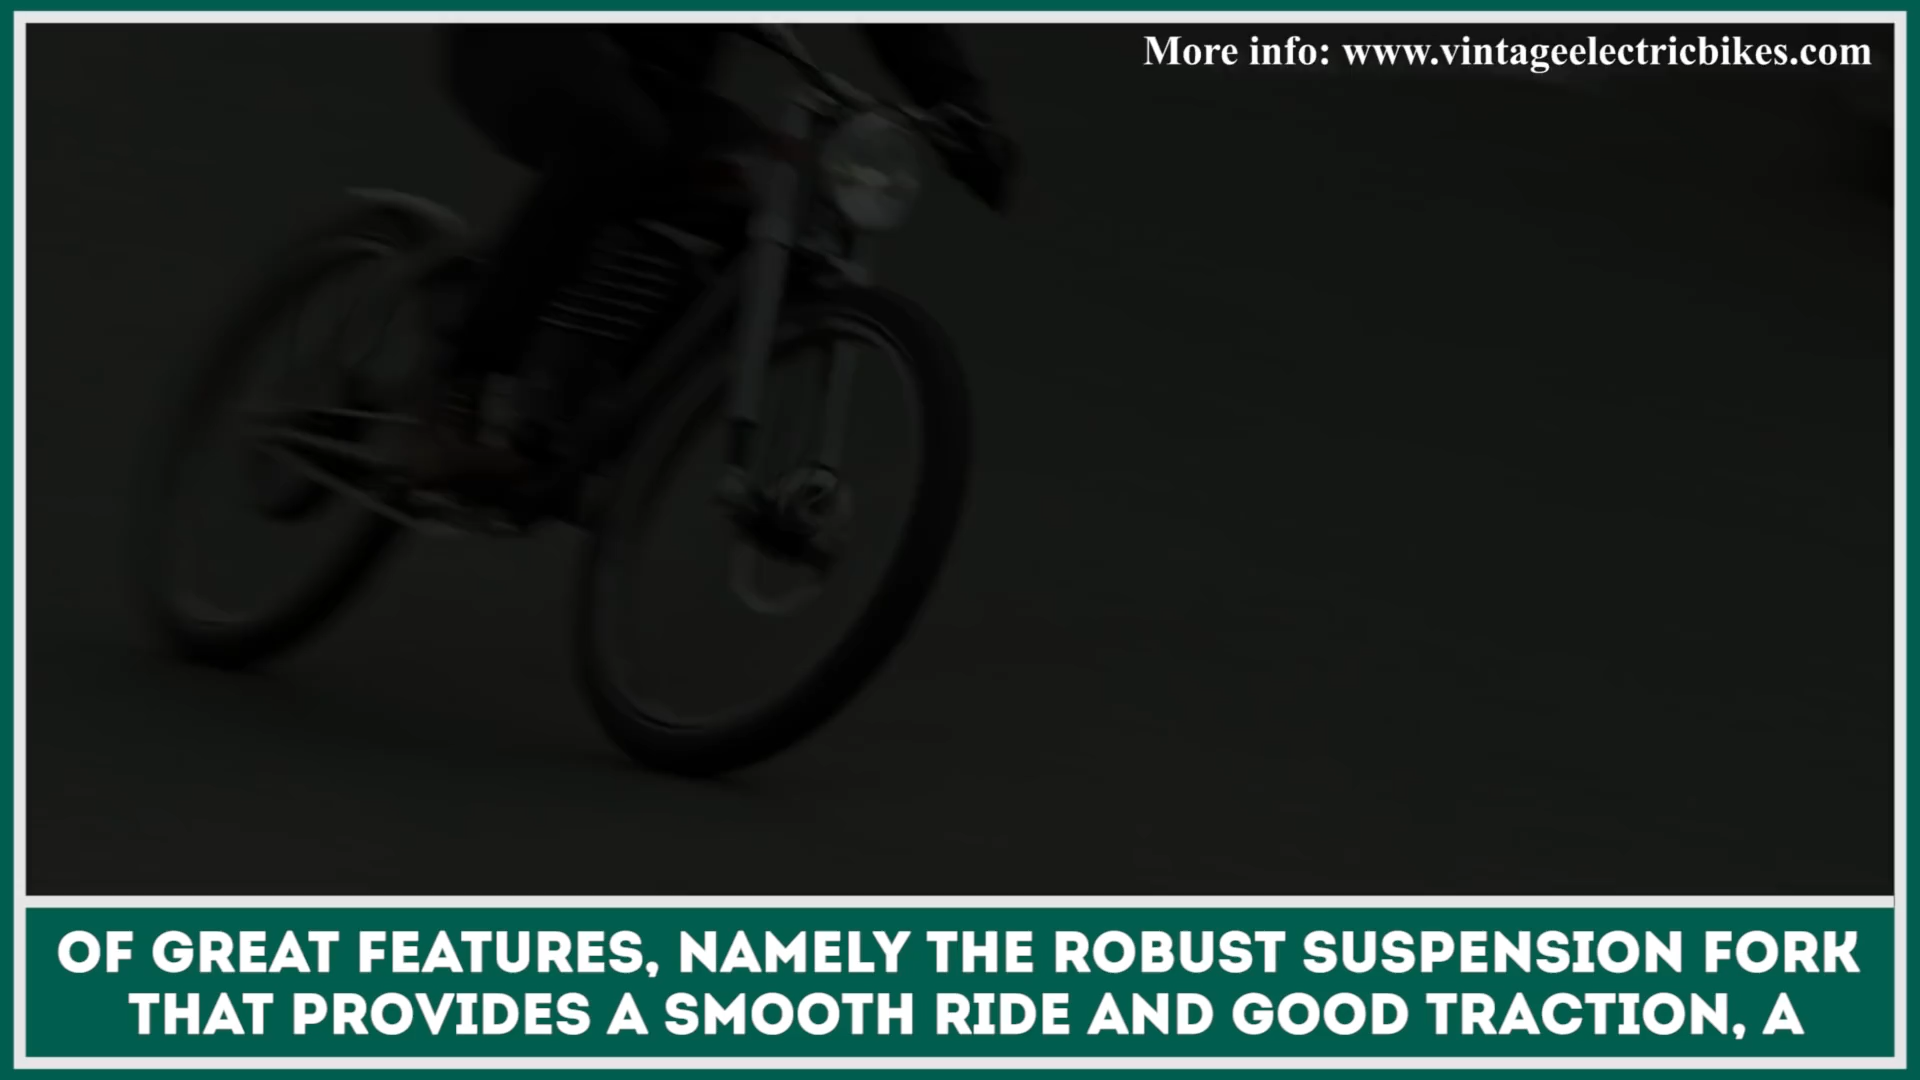 More info: www.vintageelectricbikes.com
OF GREAT FEATURES, NAMELY THE ROBUST SUSPENSION FORK
THAT PROVIDES A SMOOTH RIDE AND GOOD TRACTION, A